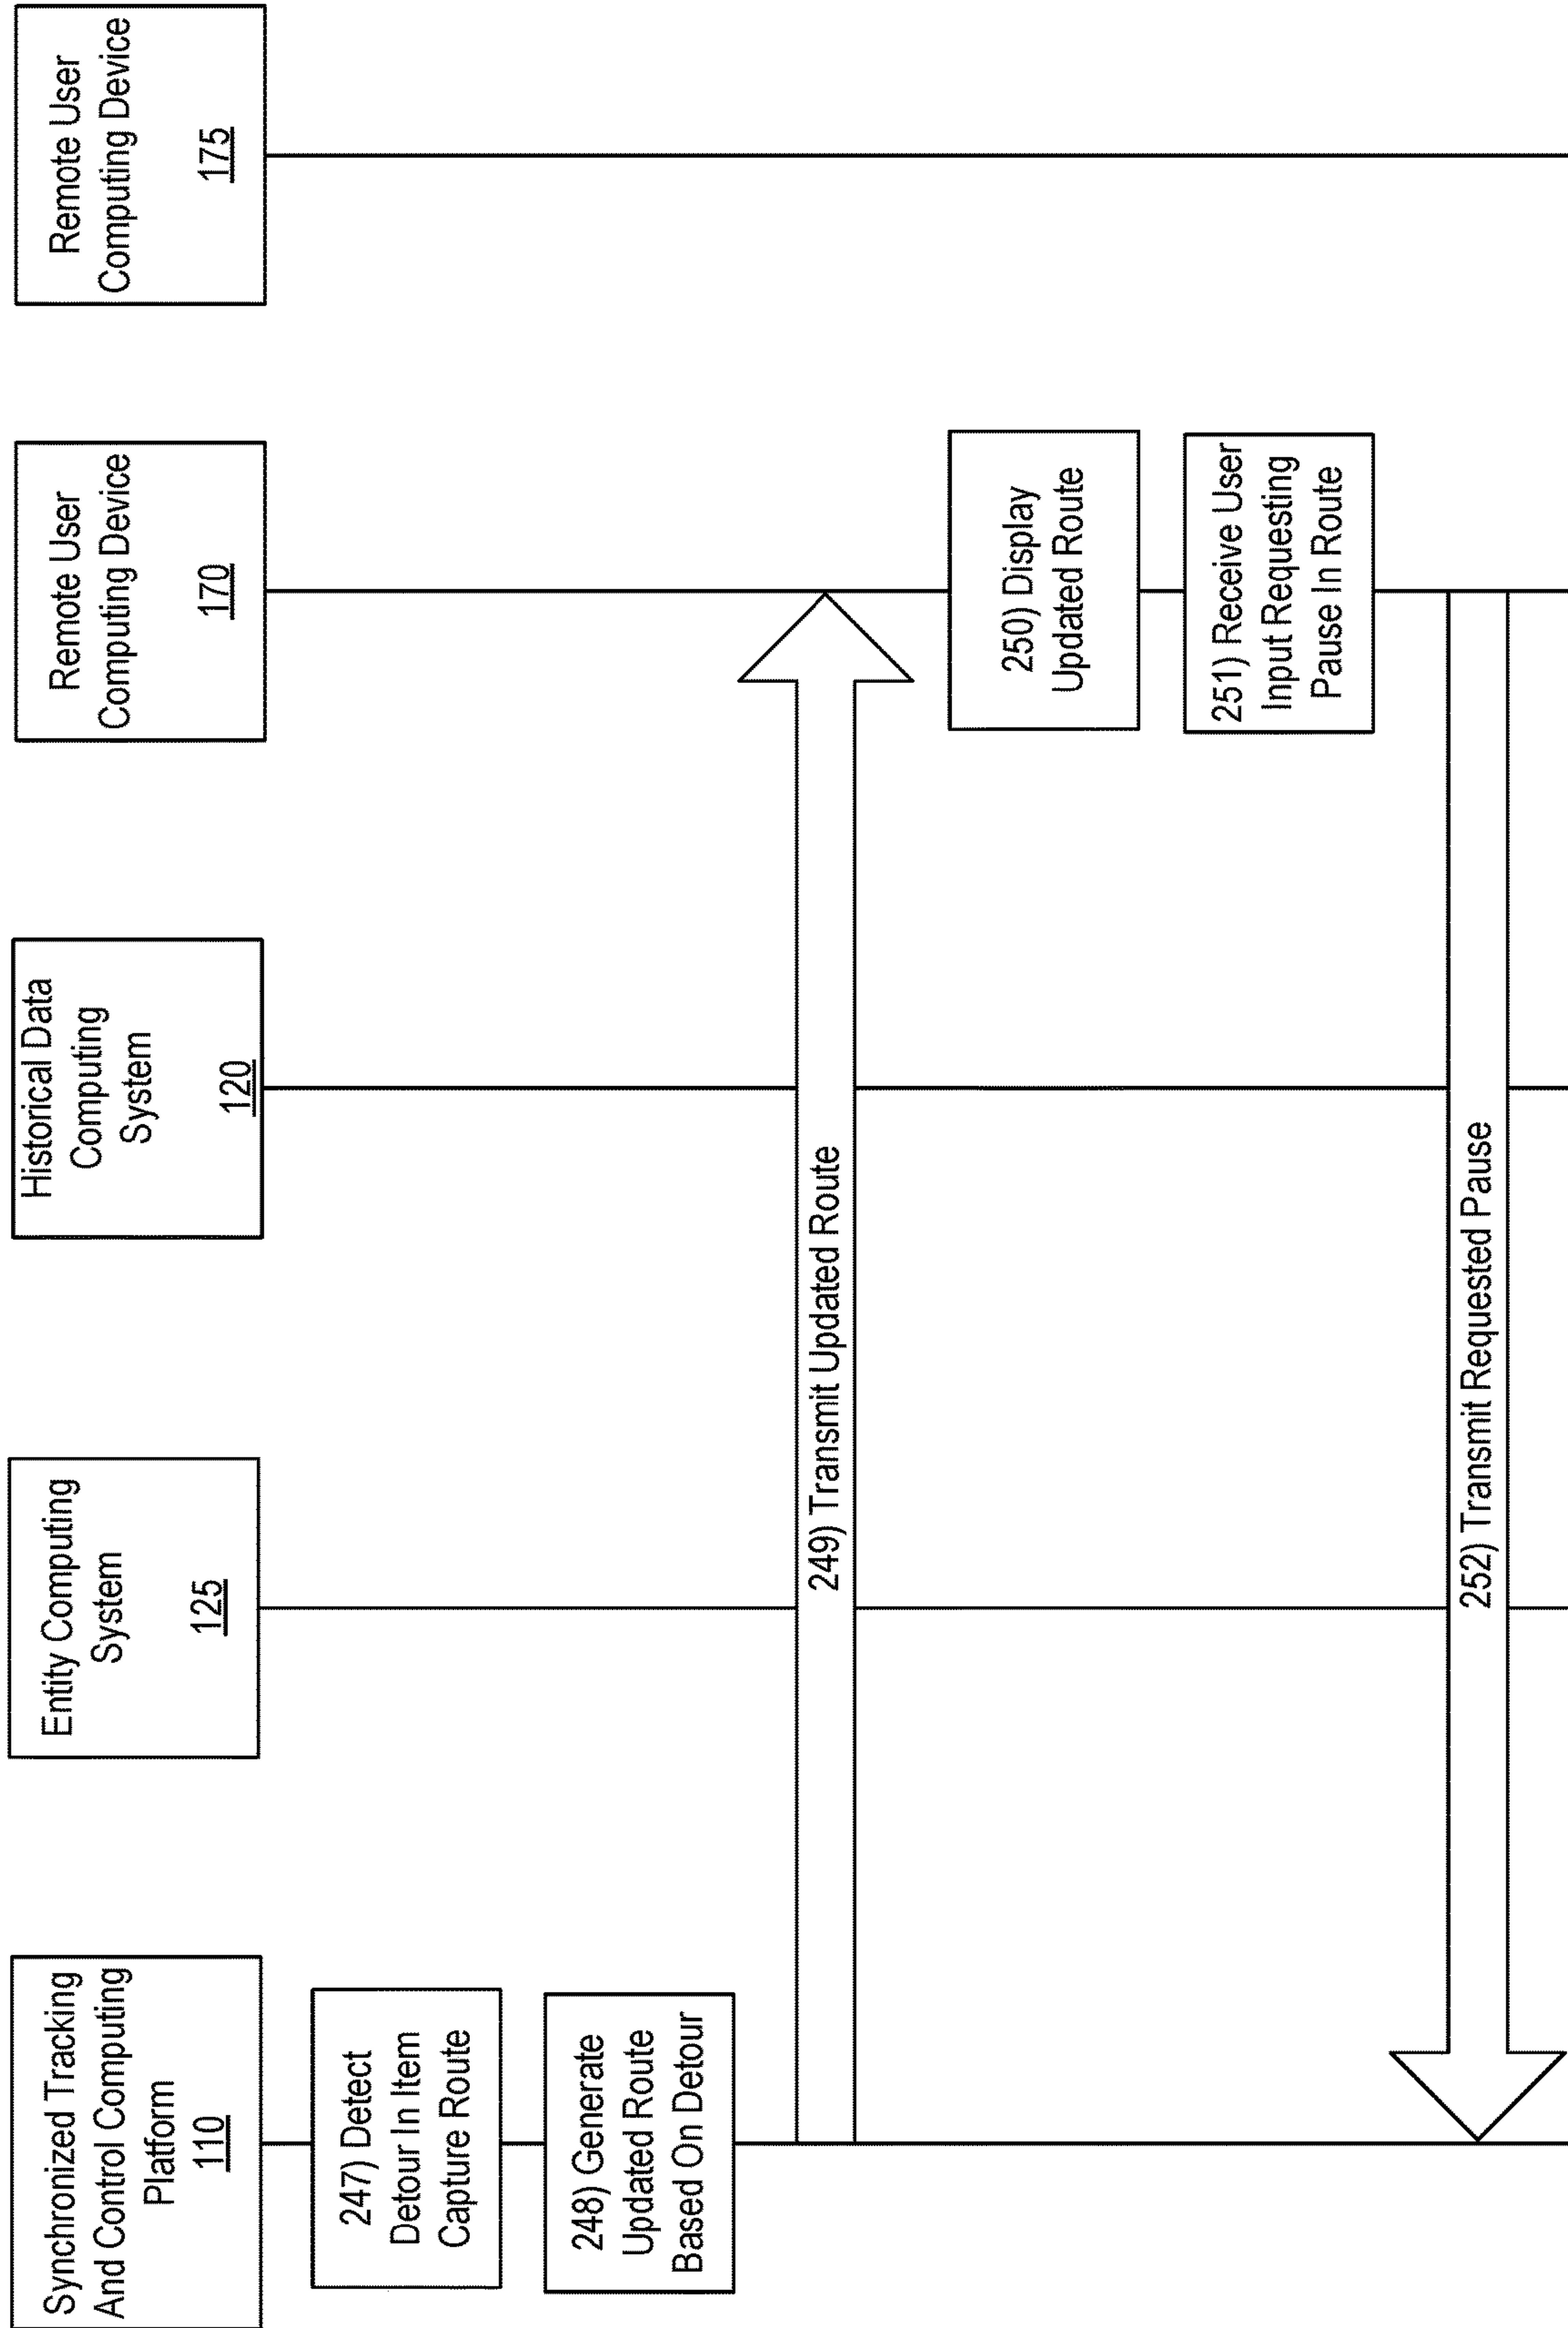 Synchronized Tracking
And Control Computing
Platform
110
Entity Computing
System
125
Historical Data
Computing
System
120
Remote User
Computing Device
170
Remote User
Computing Device
175
247) Detect
Detour In Item
Capture Route
248) Generate
Updated Route
Based On Detour
249) Transmit Updated Route
250) Display
Updated Route
251) Receive User
Input Requesting
Pause In Route
252) Transmit Requested Pause